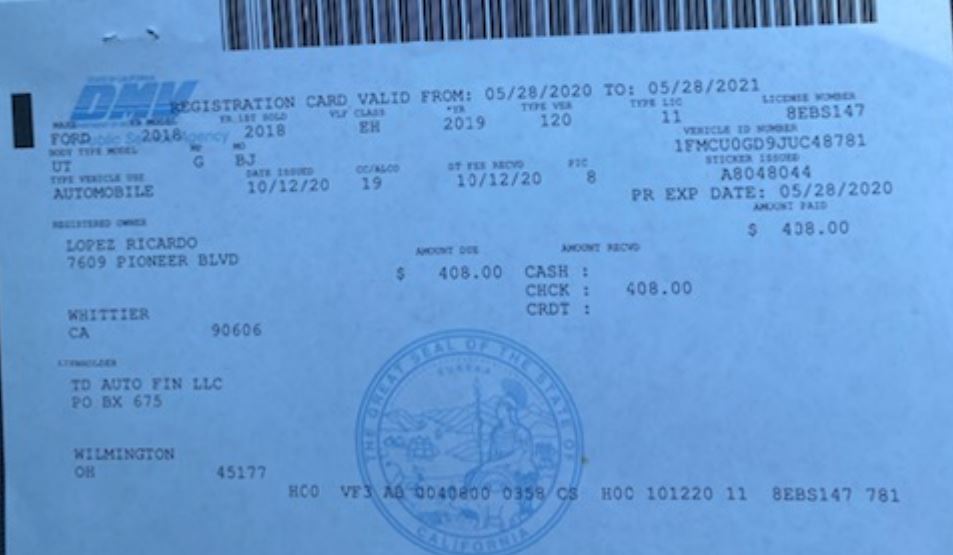 STATE OF CALIFORNIA
DMV
Public Service Agency
REGISTRATION CARD VALID FROM: 05/28/2020 TO: 05/28/2021
MAKE YR MODEL YR 1ST SOLD VLF CLASS *YR TYPE VEH TYPE LIC LICENSE NUMBER
FORD 2018 2018 EH 2019 120 11 8EBS147
BODY TYPE MODEL MP MO VEHICLE ID NUMBER
UT G BJ 1FMCU0GD9JUC48781
TYPE VEHICLE USE DATE ISSUED CC/ALCO DT FEE RECVD PIC STICKER ISSUED
AUTOMOBILE 10/12/20 19 10/12/20 8 A8048044
PR EXP DATE: 05/28/2020
REGISTERED OWNER AMOUNT PAID
LOPEZ RICARDO $ 408.00
7609 PIONEER BLVD AMOUNT DUE AMOUNT RECVD
$ 408.00 CASH :
CHCK : 408.00
CRDT :
WHITTIER
CA 90606
LIENHOLDER
TD AUTO FIN LLC
PO BX 675
WILMINGTON
OH 45177
H00 VF3 AB 0040800 0358 CS H00 101220 11 8EBS147 781
THE GREAT SEAL OF THE STATE OF CALIFORNIA
EUREKA